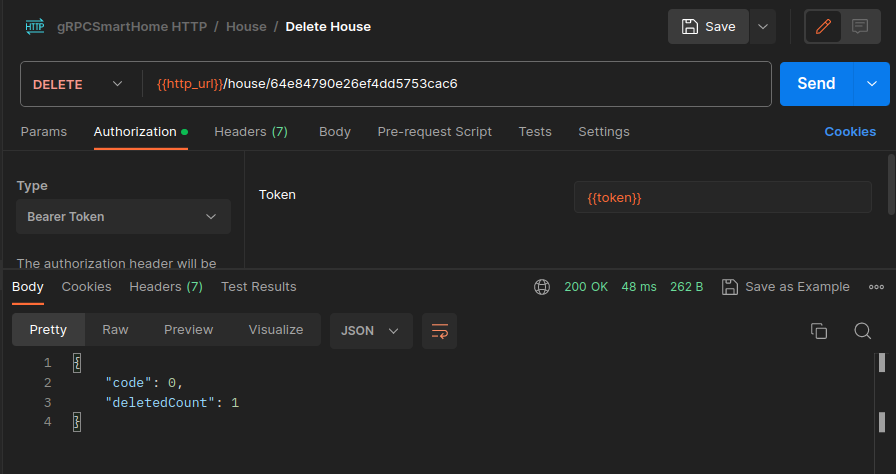 HTTP gRPCSmartHome HTTP / House / Delete House Save
DELETE {{http_url}}/house/64e84790e26ef4dd5753cac6 Send
Params Authorization Headers (7) Body Pre-request Script Tests Settings Cookies
Type
Token {{token}}
Bearer Token
The authorization header will be
Body Cookies Headers (7) Test Results 200 OK 48 ms 262 B Save as Example
Pretty Raw Preview Visualize JSON
1 {
2 "code": 0,
3 "deletedCount": 1
4 }